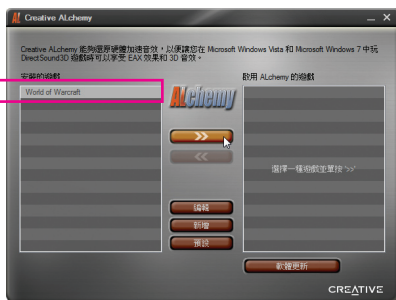 Creative ALchemy
Creative ALchemy 能夠還原硬體加速音效,以便讓您在 Microsoft Windows Vista 和 Microsoft Windows 7 中玩
DirectSound3D 遊戲時可以享受 EAX 效果和 3D 音效。
安裝的遊戲
啟用 ALchemy 的遊戲
World of Warcraft
ALchemy
>>
<<
選擇一種遊戲並單按 '>>'
編輯
新增
預設
軟體更新
CREATIVE